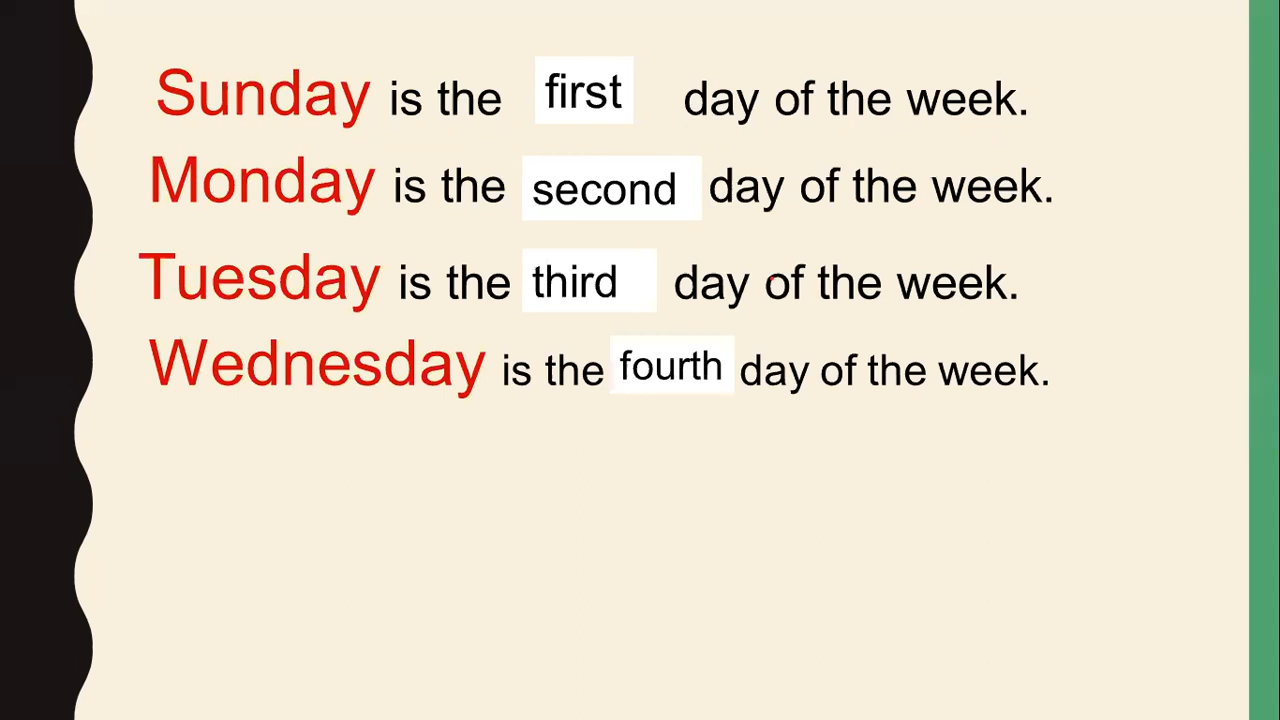 Sunday is the first day of the week.
Monday is the second day of the week.
Tuesday is the third day of the week.
Wednesday is the fourth day of the week.